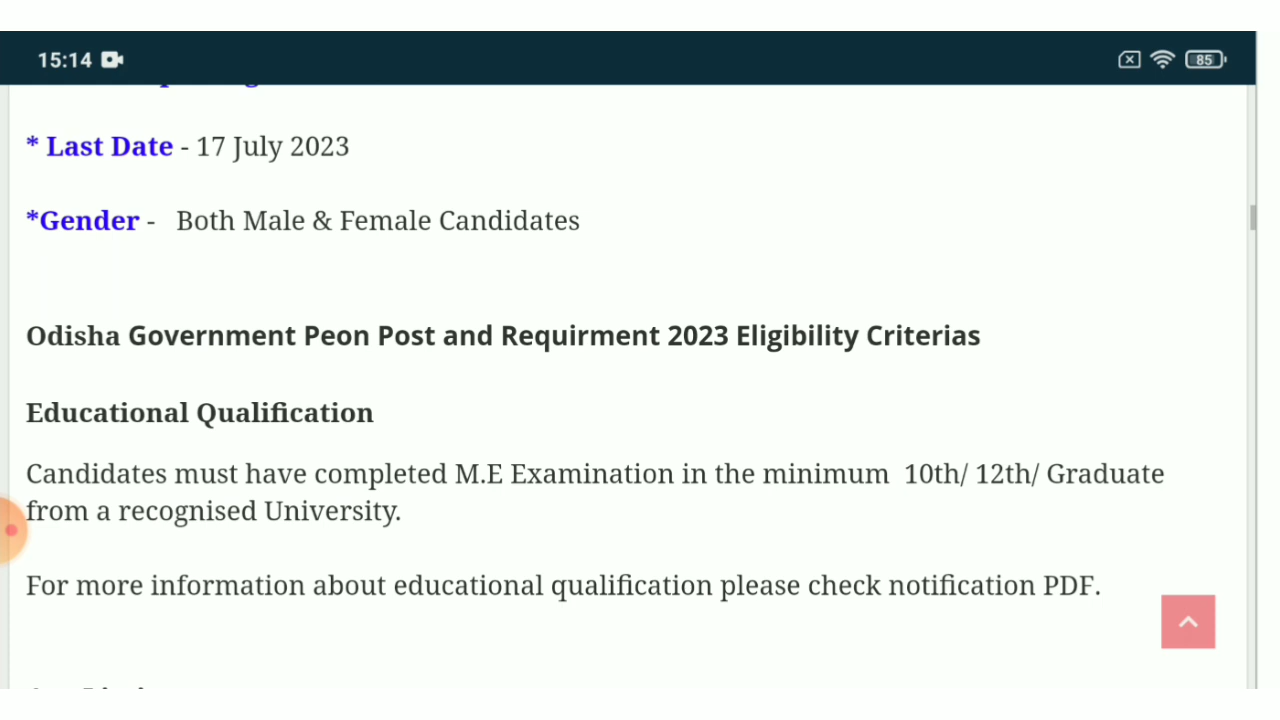 15:14
85
* Last Date - 17 July 2023
*Gender - Both Male & Female Candidates
Odisha Government Peon Post and Requirment 2023 Eligibility Criterias
Educational Qualification
Candidates must have completed M.E Examination in the minimum 10th/ 12th/ Graduate
from a recognised University.
For more information about educational qualification please check notification PDF.